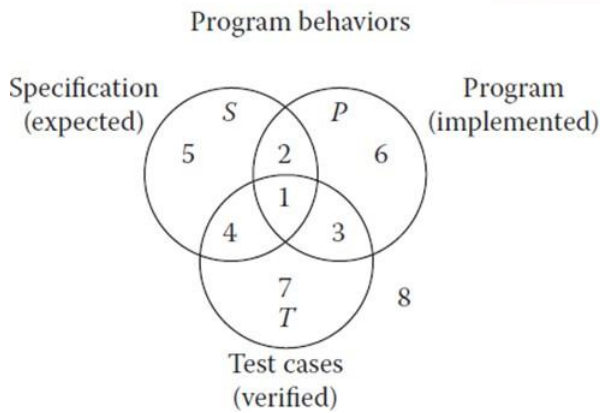 Program behaviors
Specification
(expected)
Program
(implemented)
S
P
5
2
6
1
4
3
7
8
T
Test cases
(verified)